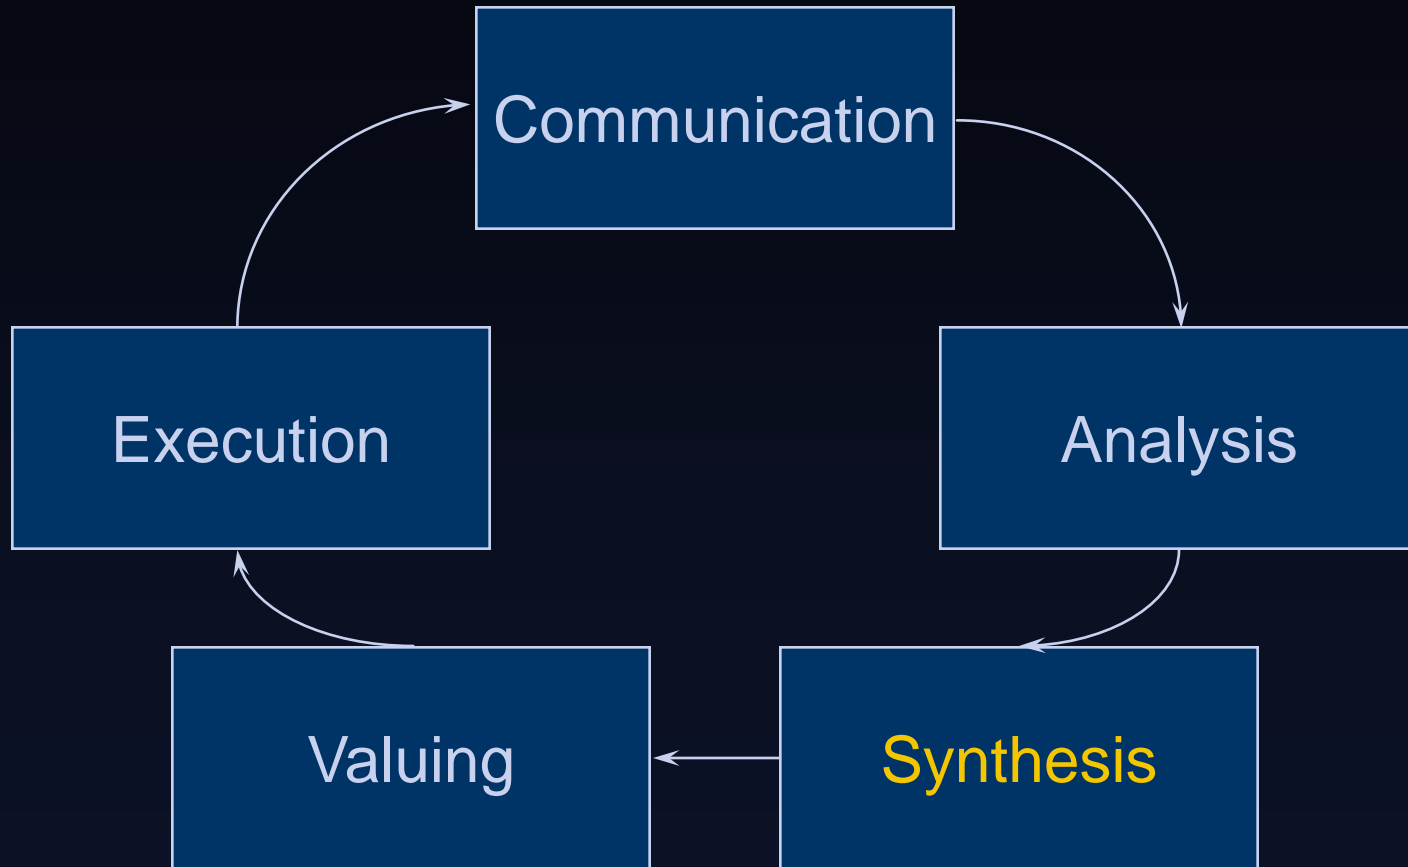 Communication
Execution
Analysis
Valuing
Synthesis